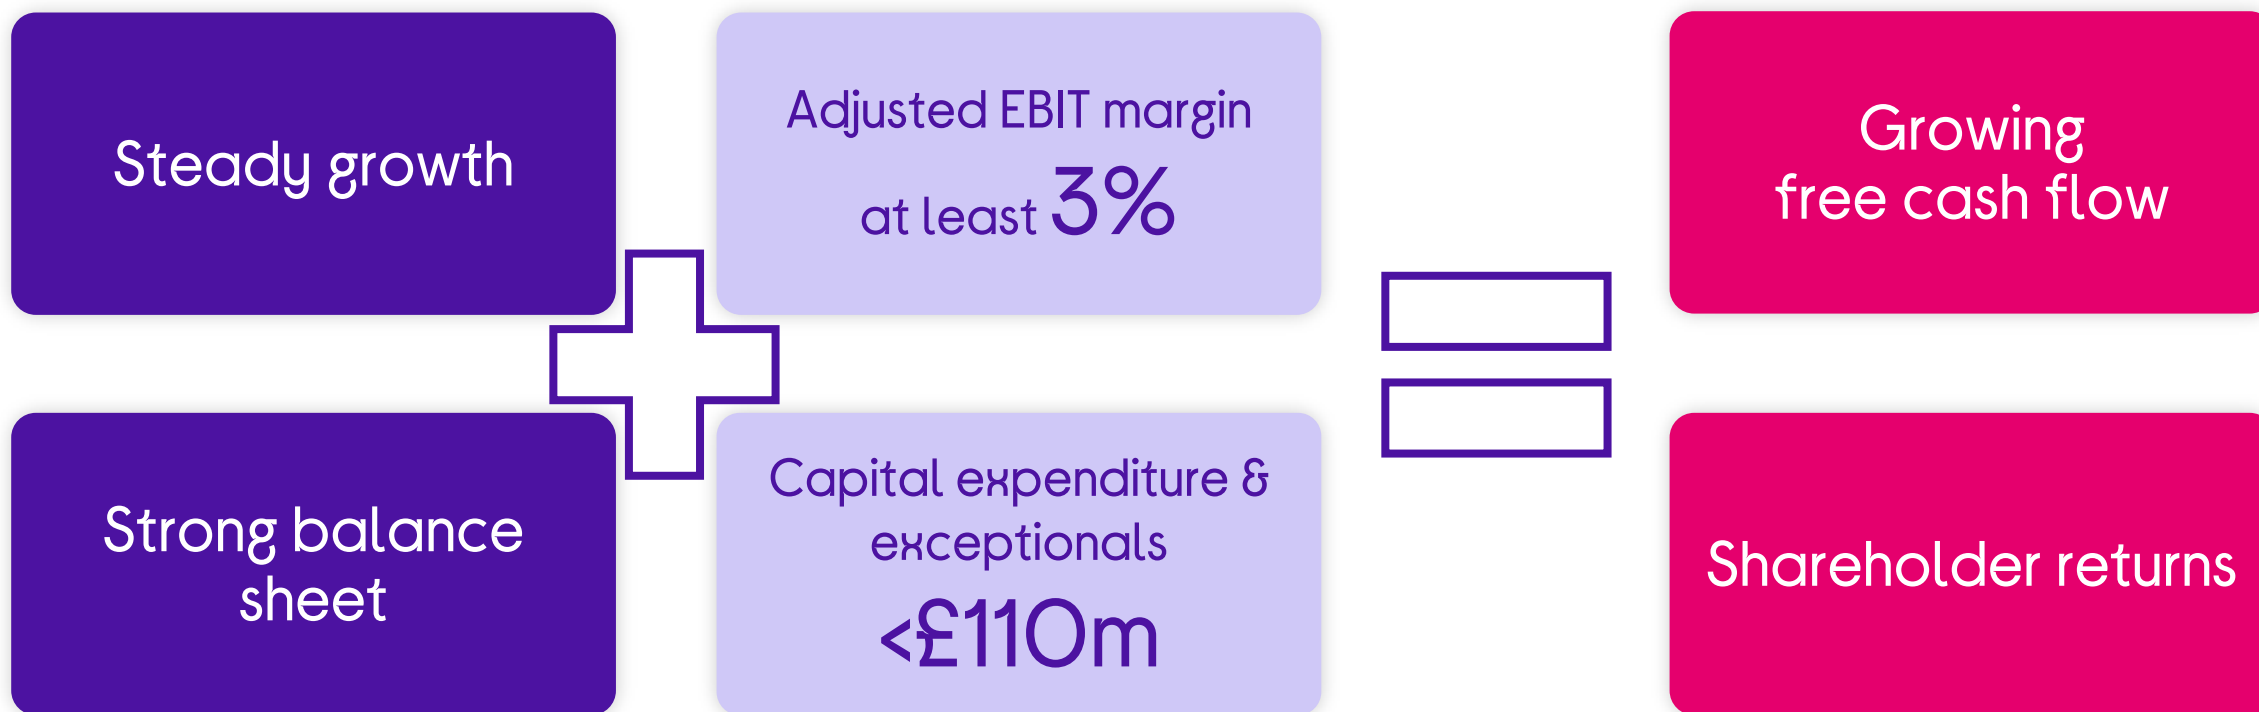 Steady growth
Adjusted EBIT margin
at least 3%
Growing
free cash flow
Strong balance
sheet
Capital expenditure &
exceptionals
<£110m
Shareholder returns